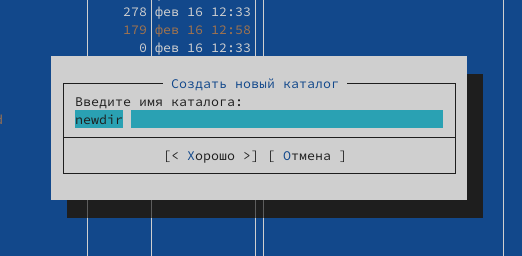 278 фев 16 12:33
179 фев 16 12:58
0 фев 16 12:33
Создать новый каталог
Введите имя каталога:
newdir
[< Хорошо >] [ Отмена ]